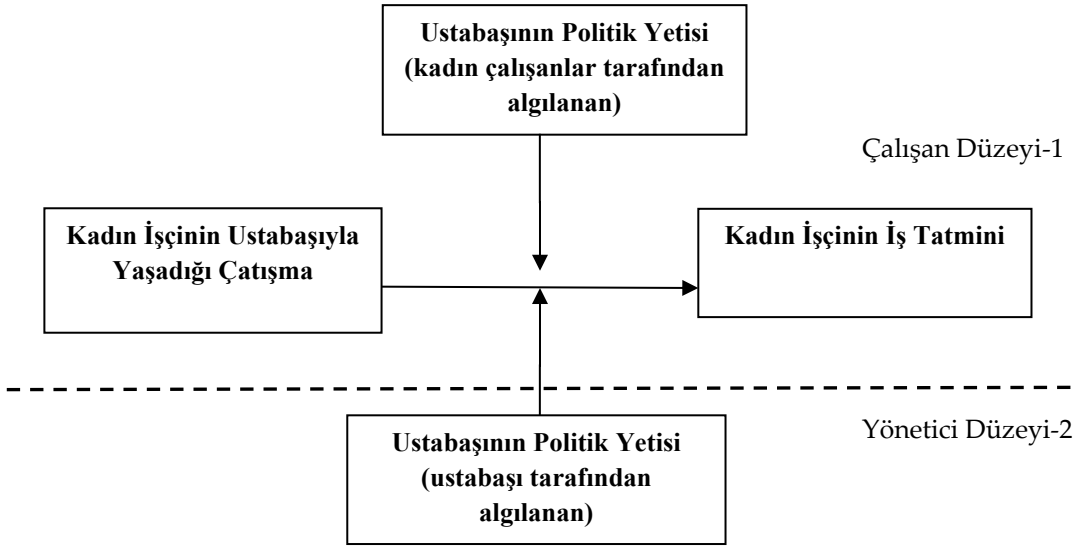 Ustabaşının Politik Yetisi
(kadın çalışanlar tarafından
algılanan)
Çalışan Düzeyi-1
Kadın İşçinin Ustabaşıyla
Yaşadığı Çatışma
Kadın İşçinin İş Tatmini
Yönetici Düzeyi-2
Ustabaşının Politik Yetisi
(ustabaşı tarafından
algılanan)